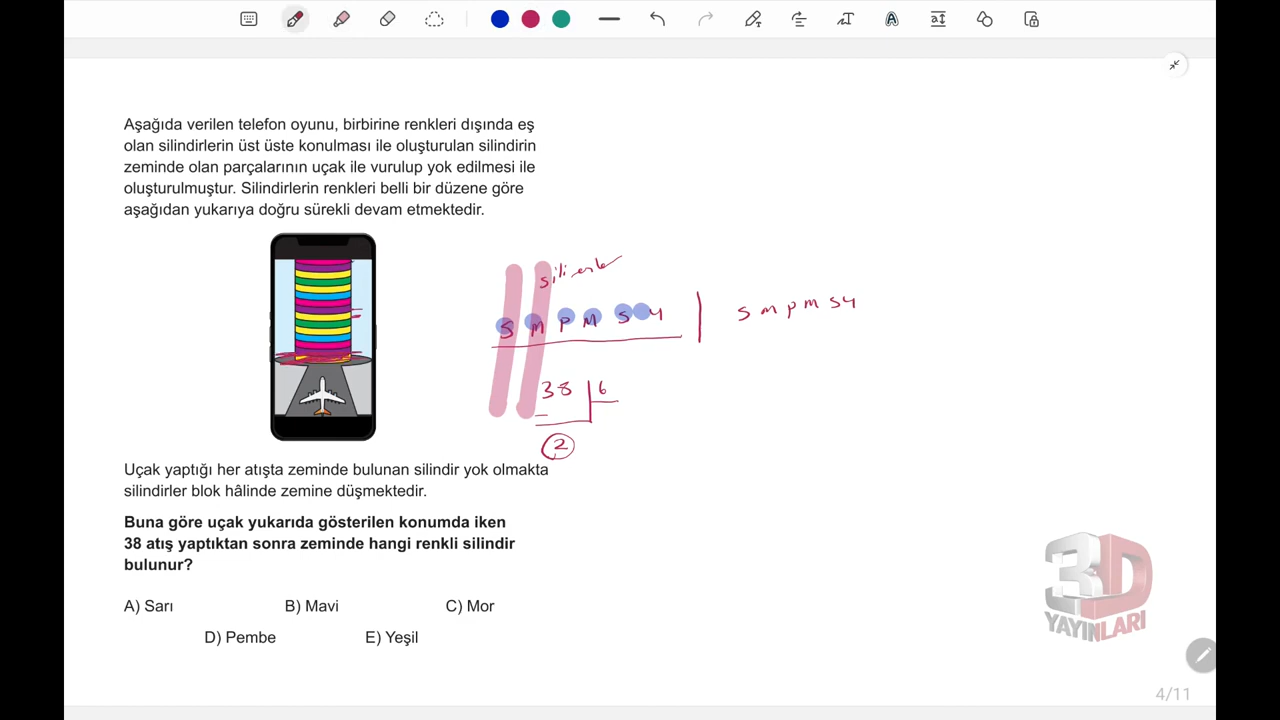 Aşağıda verilen telefon oyunu, birbirine renkleri dışında eş
olan silindirlerin üst üste konulması ile oluşturulan silindirin
zeminde olan parçalarının uçak ile vurulup yok edilmesi ile
oluşturulmuştur. Silindirlerin renkleri belli bir düzene göre
aşağıdan yukarıya doğru sürekli devam etmektedir.
S M P M S Y
S M P M S Y
38 6
2
Uçak yaptığı her atışta zeminde bulunan silindir yok olmakta
silindirler blok hâlinde zemine düşmektedir.
Buna göre uçak yukarıda gösterilen konumda iken
38 atış yaptıktan sonra zeminde hangi renkli silindir
bulunur?
A) Sarı B) Mavi C) Mor
D) Pembe E) Yeşil
3D
YAYINLARI
4/11